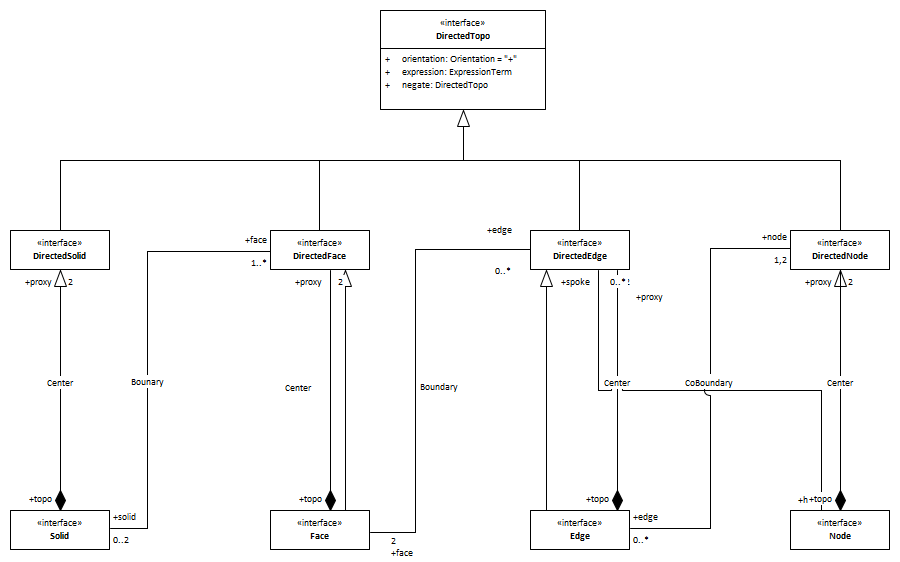 «interface»
DirectedTopo
+ orientation: Orientation = "+"
+ expression: ExpressionTerm
+ negate: DirectedTopo
«interface»
DirectedSolid
+face
1..*
«interface»
DirectedFace
+edge
0..*
«interface»
DirectedEdge
+node
1,2
«interface»
DirectedNode
+proxy 2
+proxy 2
+spoke 0..*!
+proxy
+proxy 2
Center
Bounary
Center
Boundary
Center
CoBoundary
Center
+topo
+topo
+topo
+h+topo
«interface»
Solid
+solid
0..2
«interface»
Face
2
+face
«interface»
Edge
+edge
0..*
«interface»
Node